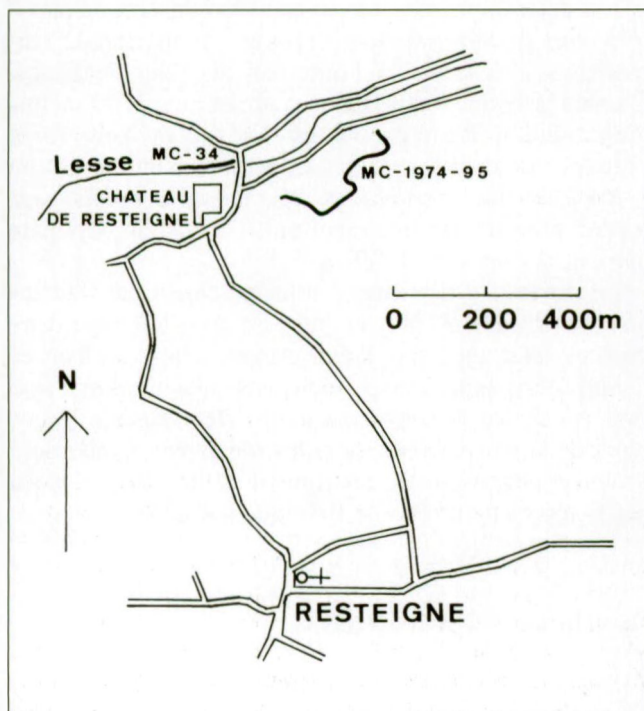 MC-34
Lesse
MC-1974-95
CHATEAU
DE RESTEIGNE
0 200 400m
N
RESTEIGNE